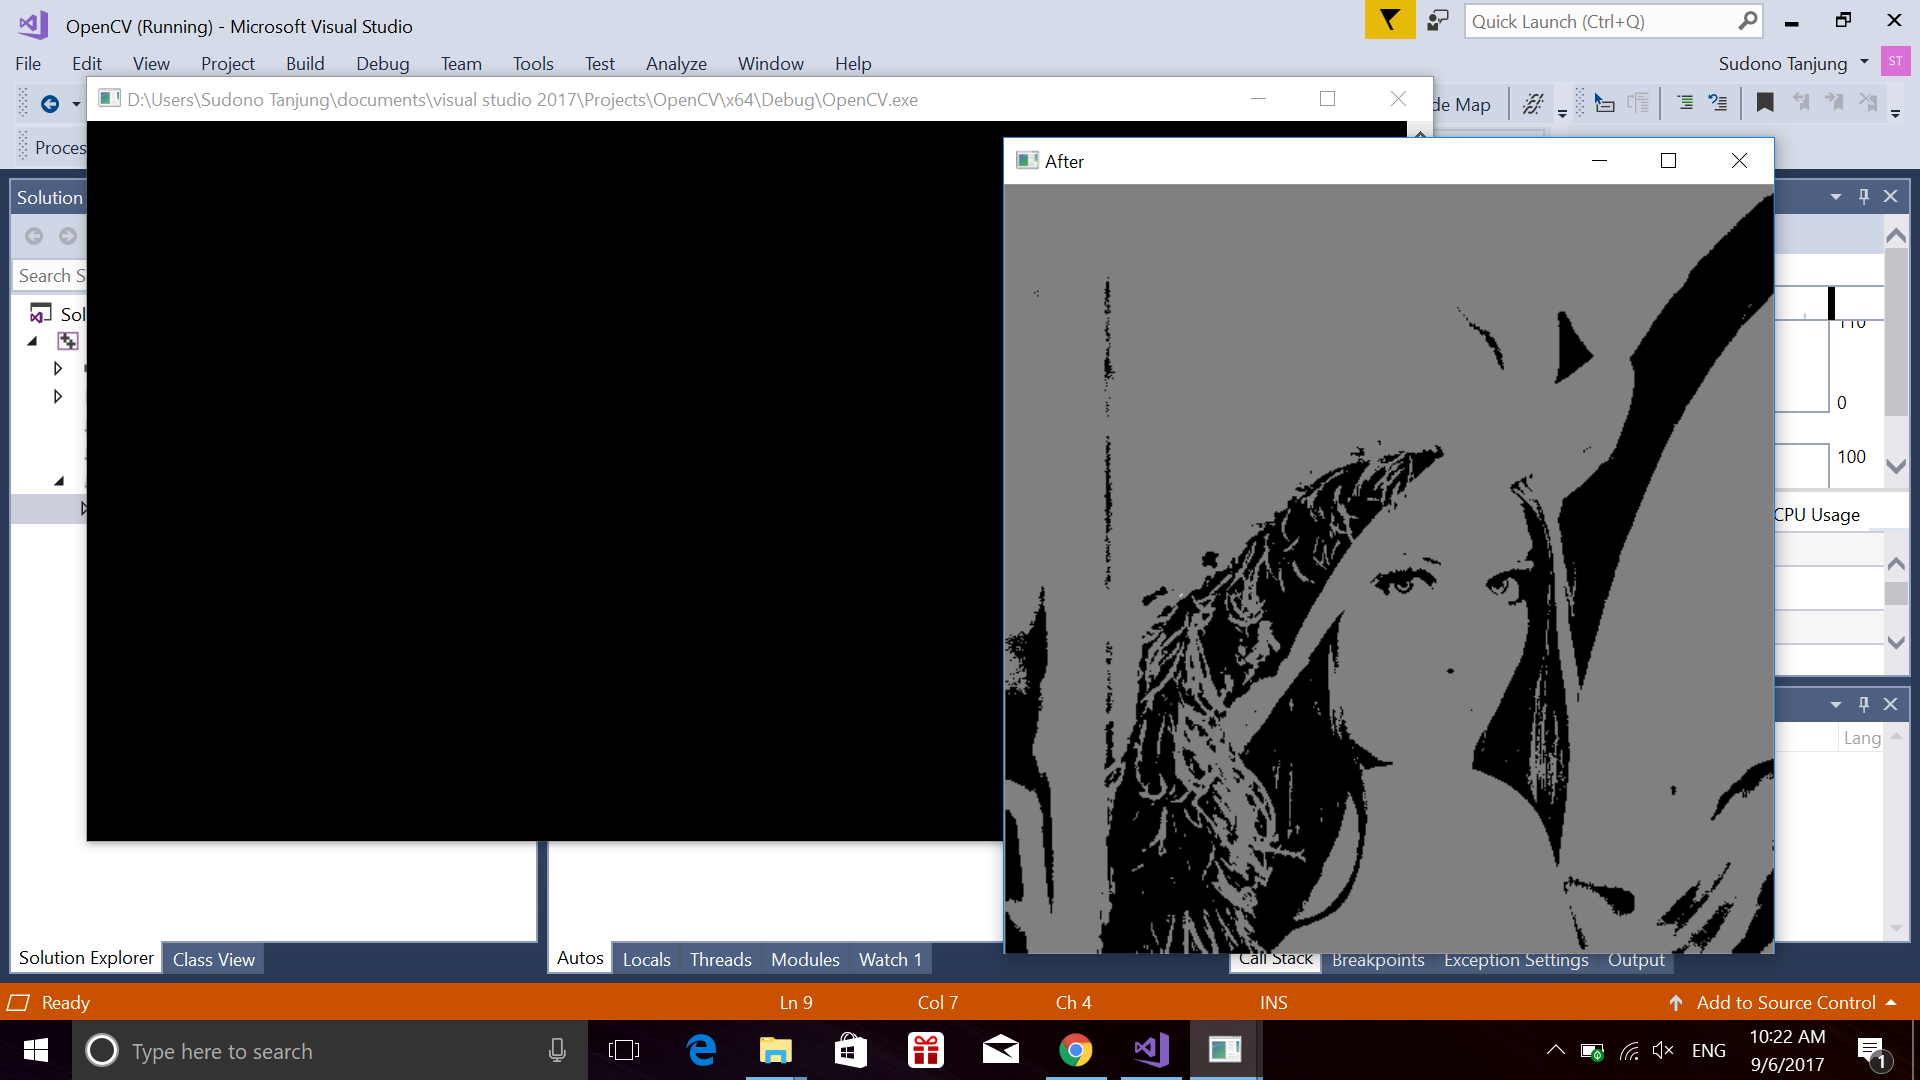 OpenCV (Running) - Microsoft Visual Studio
Quick Launch (Ctrl+Q)
File Edit View Project Build Debug Team Tools Test Analyze Window Help
Sudono Tanjung ST
D:\Users\Sudono Tanjung\documents\visual studio 2017\Projects\OpenCV\x64\Debug\OpenCV.exe
de Map
Proces
After
Solution
Search S
Sol
110
0
100
CPU Usage
Lang
Solution Explorer Class View
Autos Locals Threads Modules Watch 1
Call Stack Breakpoints Exception Settings Output
Ready Ln 9 Col 7 Ch 4 INS Add to Source Control
Type here to search
ENG
10:22 AM
9/6/2017
1